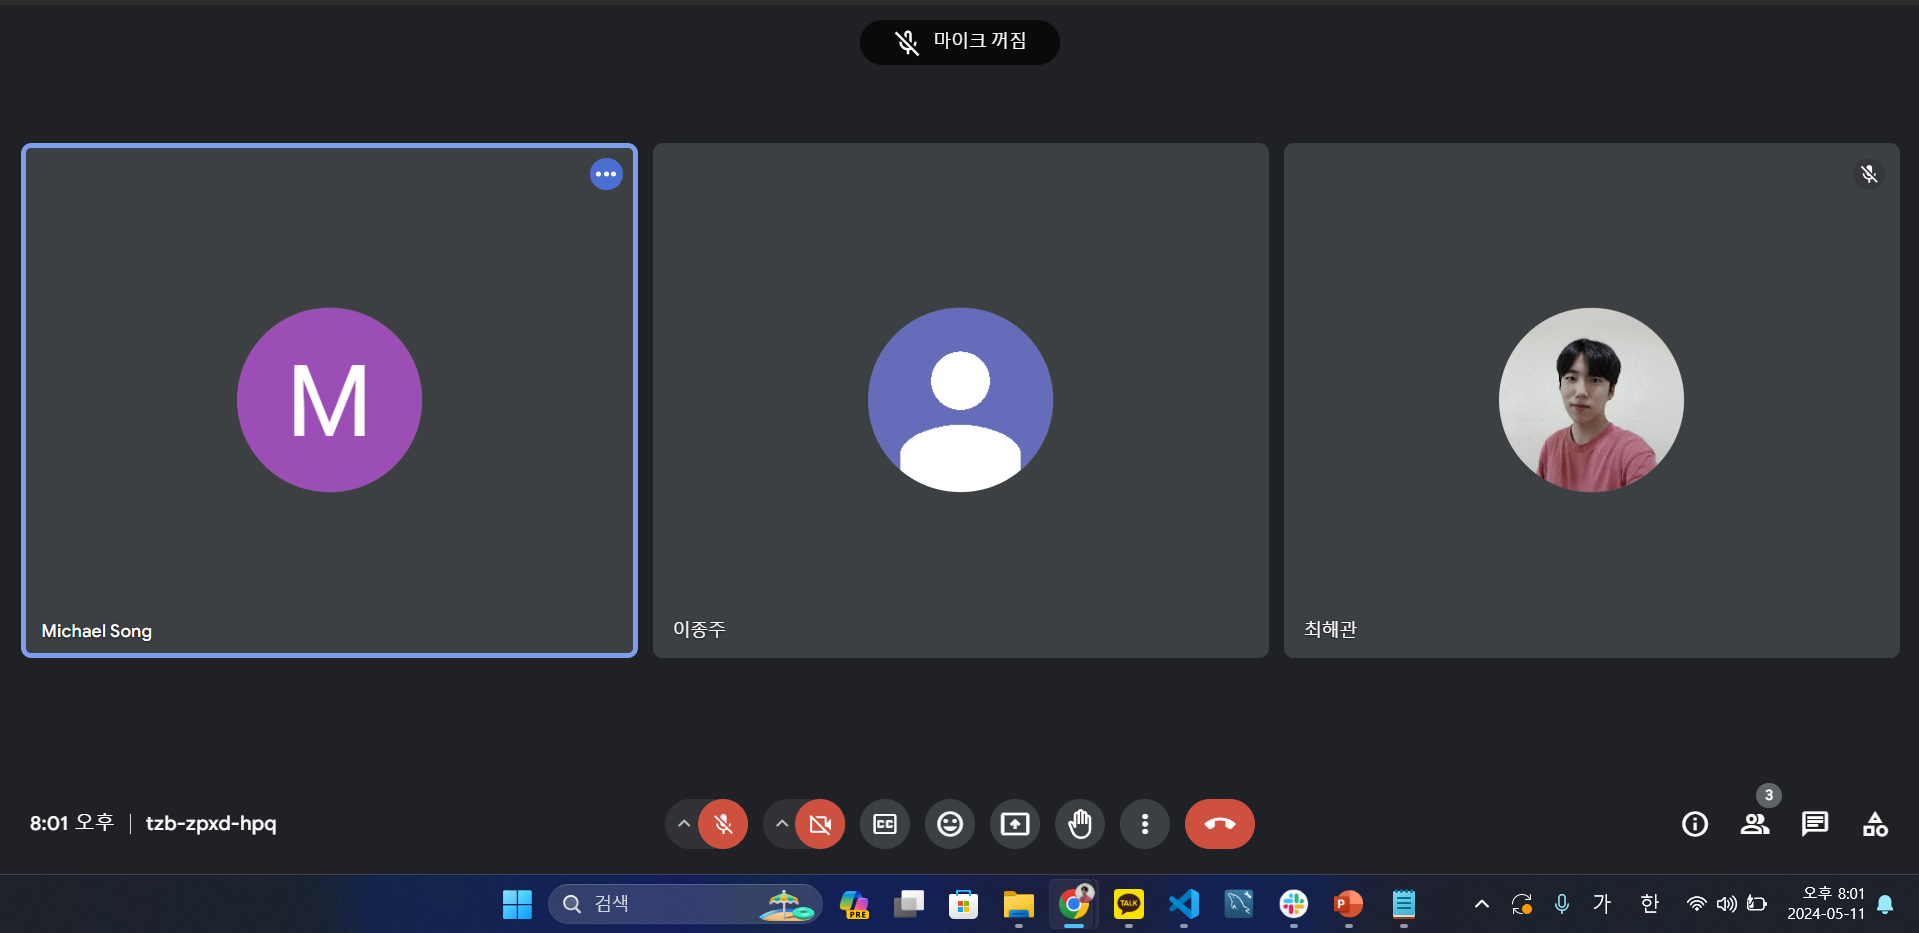 마이크 꺼짐
M
Michael Song
이종주
최해관
8:01 오후 | tzb-zpxd-hpq
CC
3
검색
PRE
TALK
P
가
한
오후 8:01
2024-05-11